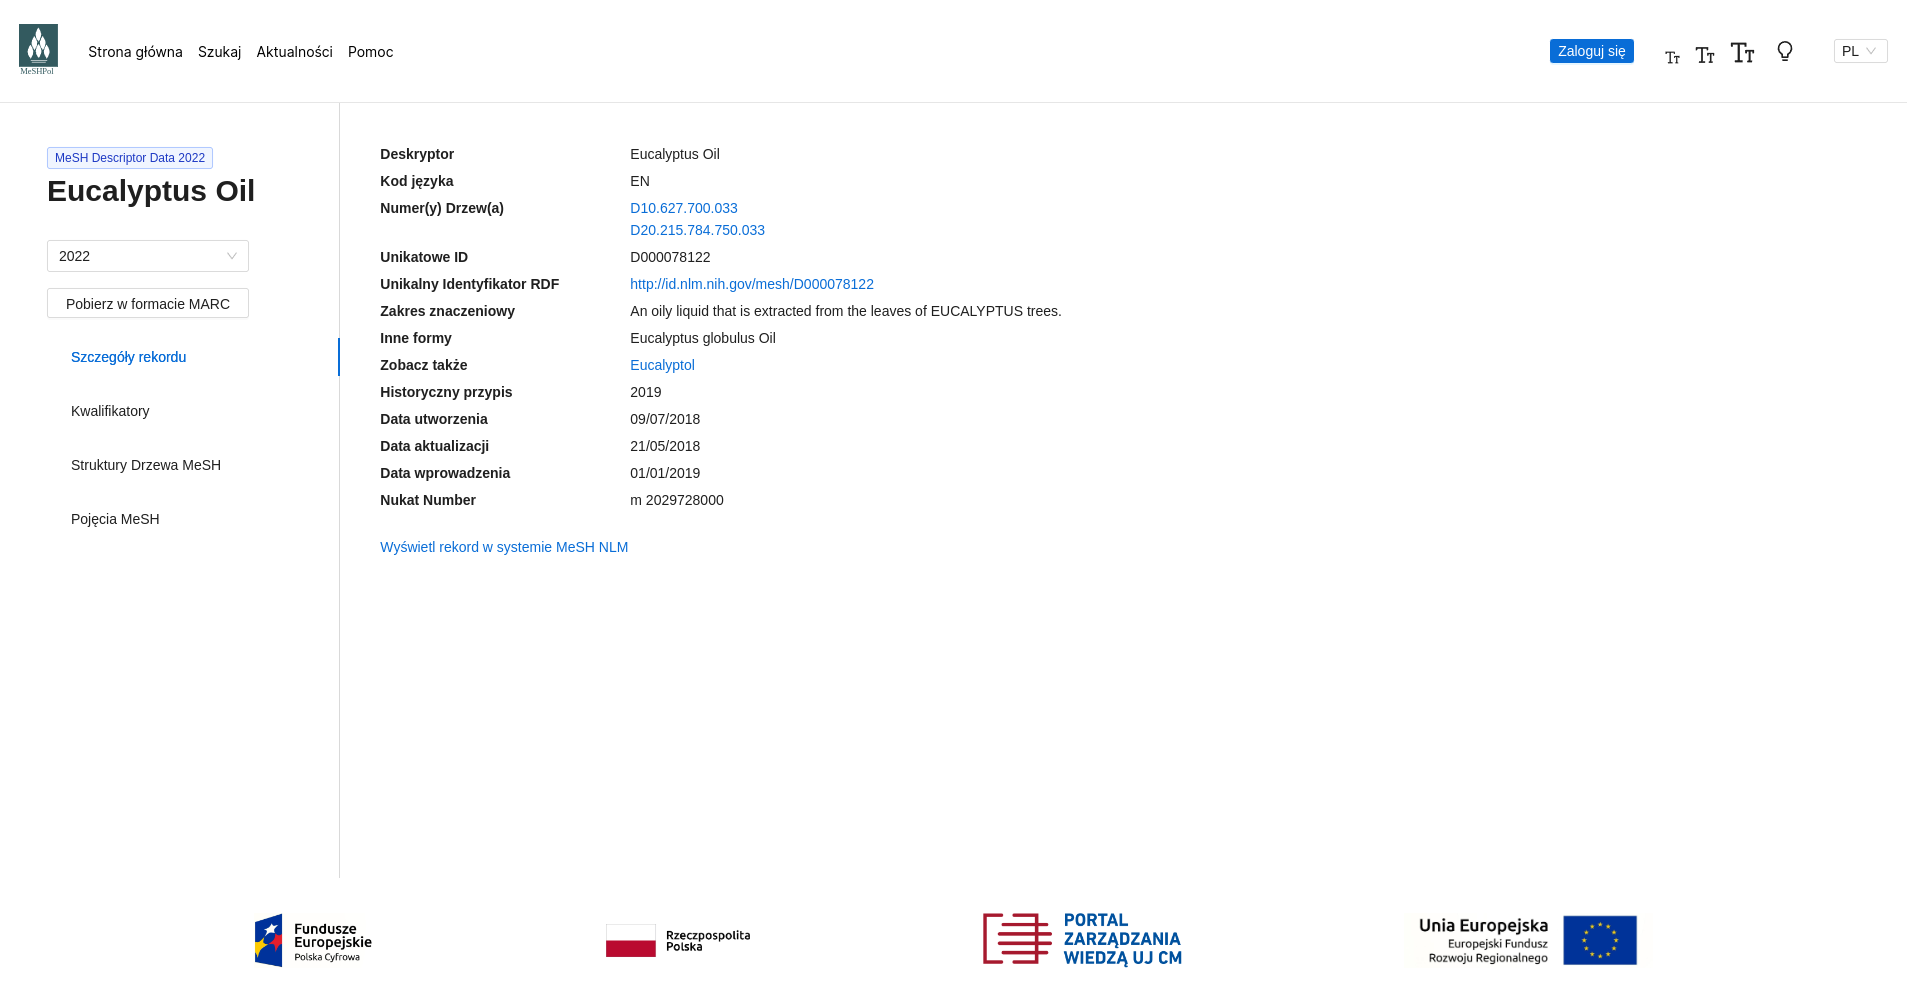 MeSHPol
Strona główna Szukaj Aktualności Pomoc
Zaloguj się
PL
MeSH Descriptor Data 2022
Eucalyptus Oil
2022
Pobierz w formacie MARC
Szczegóły rekordu
Kwalifikatory
Struktury Drzewa MeSH
Pojęcia MeSH
Deskryptor Eucalyptus Oil
Kod języka EN
Numer(y) Drzew(a) D10.627.700.033
D20.215.784.750.033
Unikatowe ID D000078122
Unikalny Identyfikator RDF http://id.nlm.nih.gov/mesh/D000078122
Zakres znaczeniowy An oily liquid that is extracted from the leaves of EUCALYPTUS trees.
Inne formy Eucalyptus globulus Oil
Zobacz także Eucalyptol
Historyczny przypis 2019
Data utworzenia 09/07/2018
Data aktualizacji 21/05/2018
Data wprowadzenia 01/01/2019
Nukat Number m 2029728000
Wyświetl rekord w systemie MeSH NLM
Fundusze
Europejskie
Polska Cyfrowa
Rzeczpospolita
Polska
PORTAL
ZARZĄDZANIA
WIEDZĄ UJ CM
Unia Europejska
Europejski Fundusz
Rozwoju Regionalnego